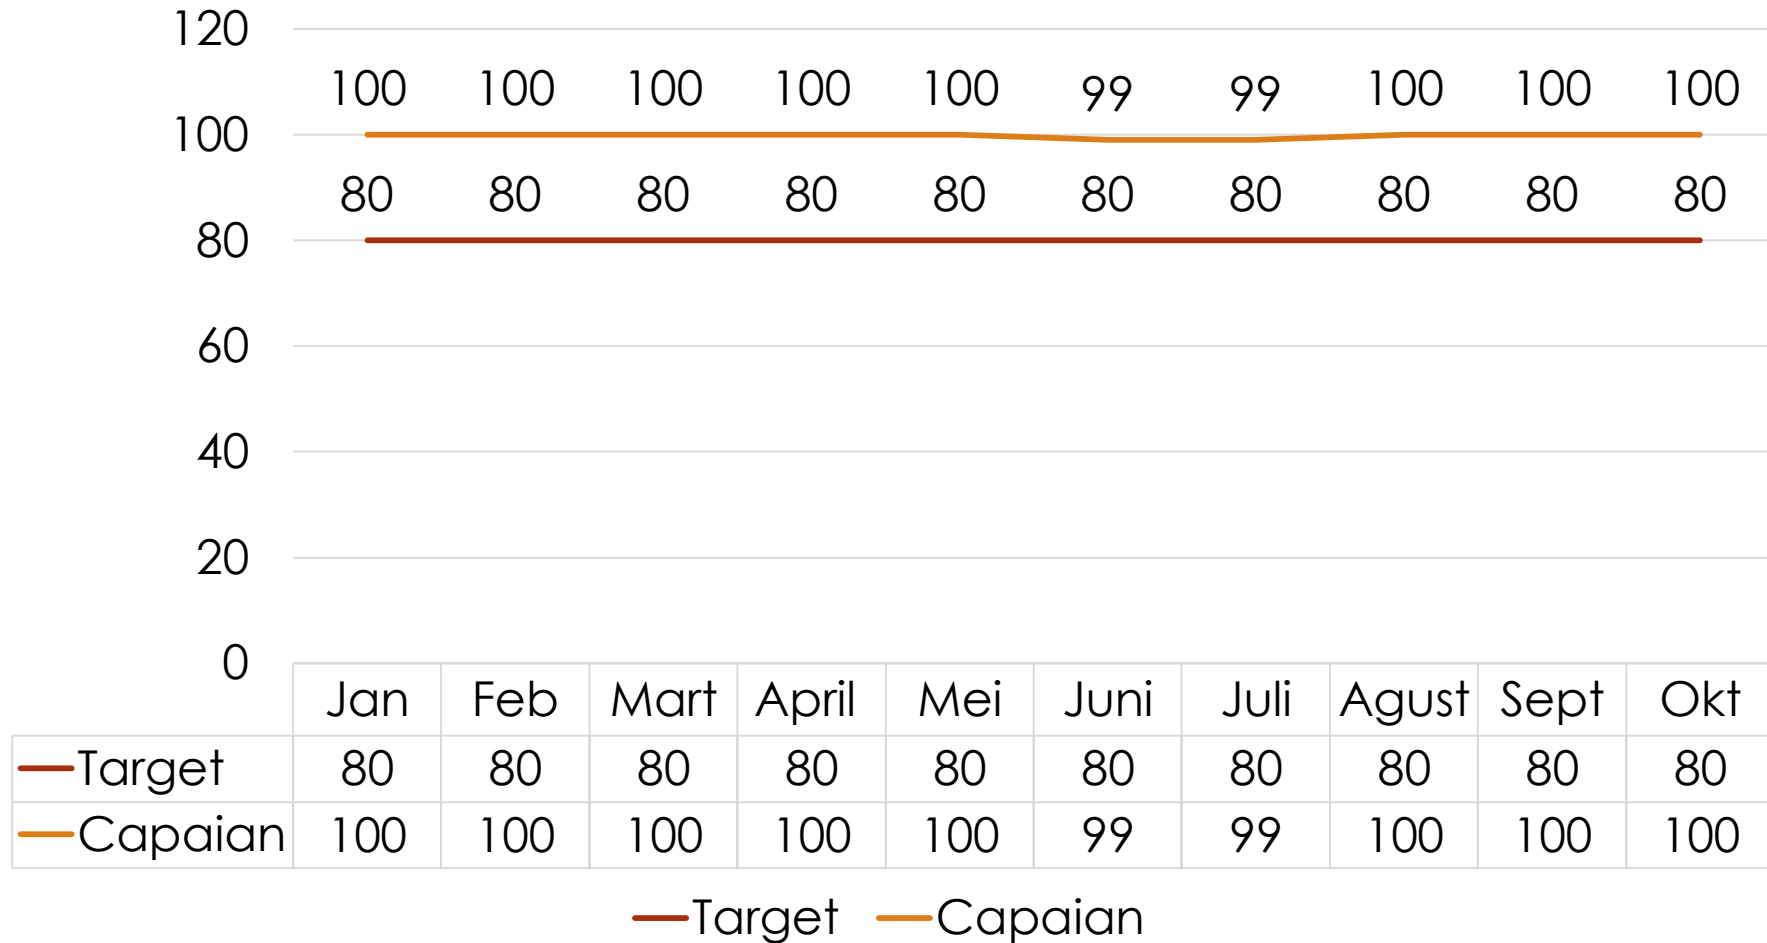 120
100 100 100 100 100 99 99 100 100 100
100
80 80 80 80 80 80 80 80 80 80
80
60
40
20
0
Jan Feb Mart April Mei Juni Juli Agust Sept Okt
Target 80 80 80 80 80 80 80 80 80 80
Capaian 100 100 100 100 100 99 99 100 100 100
Target Capaian